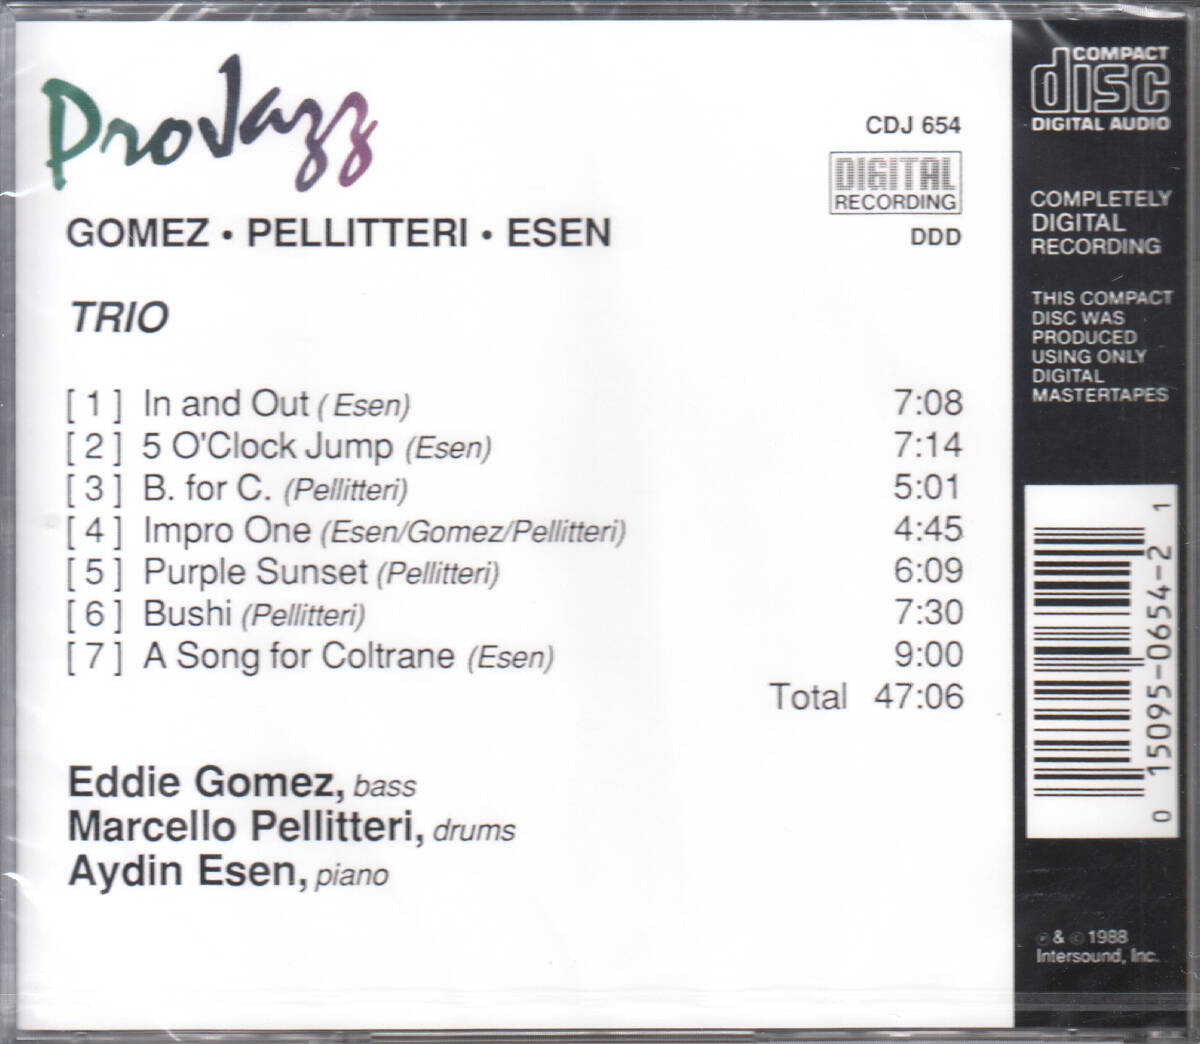 ProJazz
CDJ 654
DIGITAL
RECORDING
DDD
GOMEZ • PELLITTERI • ESEN
TRIO
[1] In and Out (Esen) 7:08
[2] 5 O'Clock Jump (Esen) 7:14
[3] B. for C. (Pellitteri) 5:01
[4] Impro One (Esen/Gomez/Pellitteri) 4:45
[5] Purple Sunset (Pellitteri) 6:09
[6] Bushi (Pellitteri) 7:30
[7] A Song for Coltrane (Esen) 9:00
Total 47:06
Eddie Gomez, bass
Marcello Pellitteri, drums
Aydin Esen, piano
COMPACT
disc
DIGITAL AUDIO
COMPLETELY
DIGITAL
RECORDING
THIS COMPACT
DISC WAS
PRODUCED
USING ONLY
DIGITAL
MASTERTAPES
0 15095-0654-2 1
℗ & © 1988
Intersound, Inc.